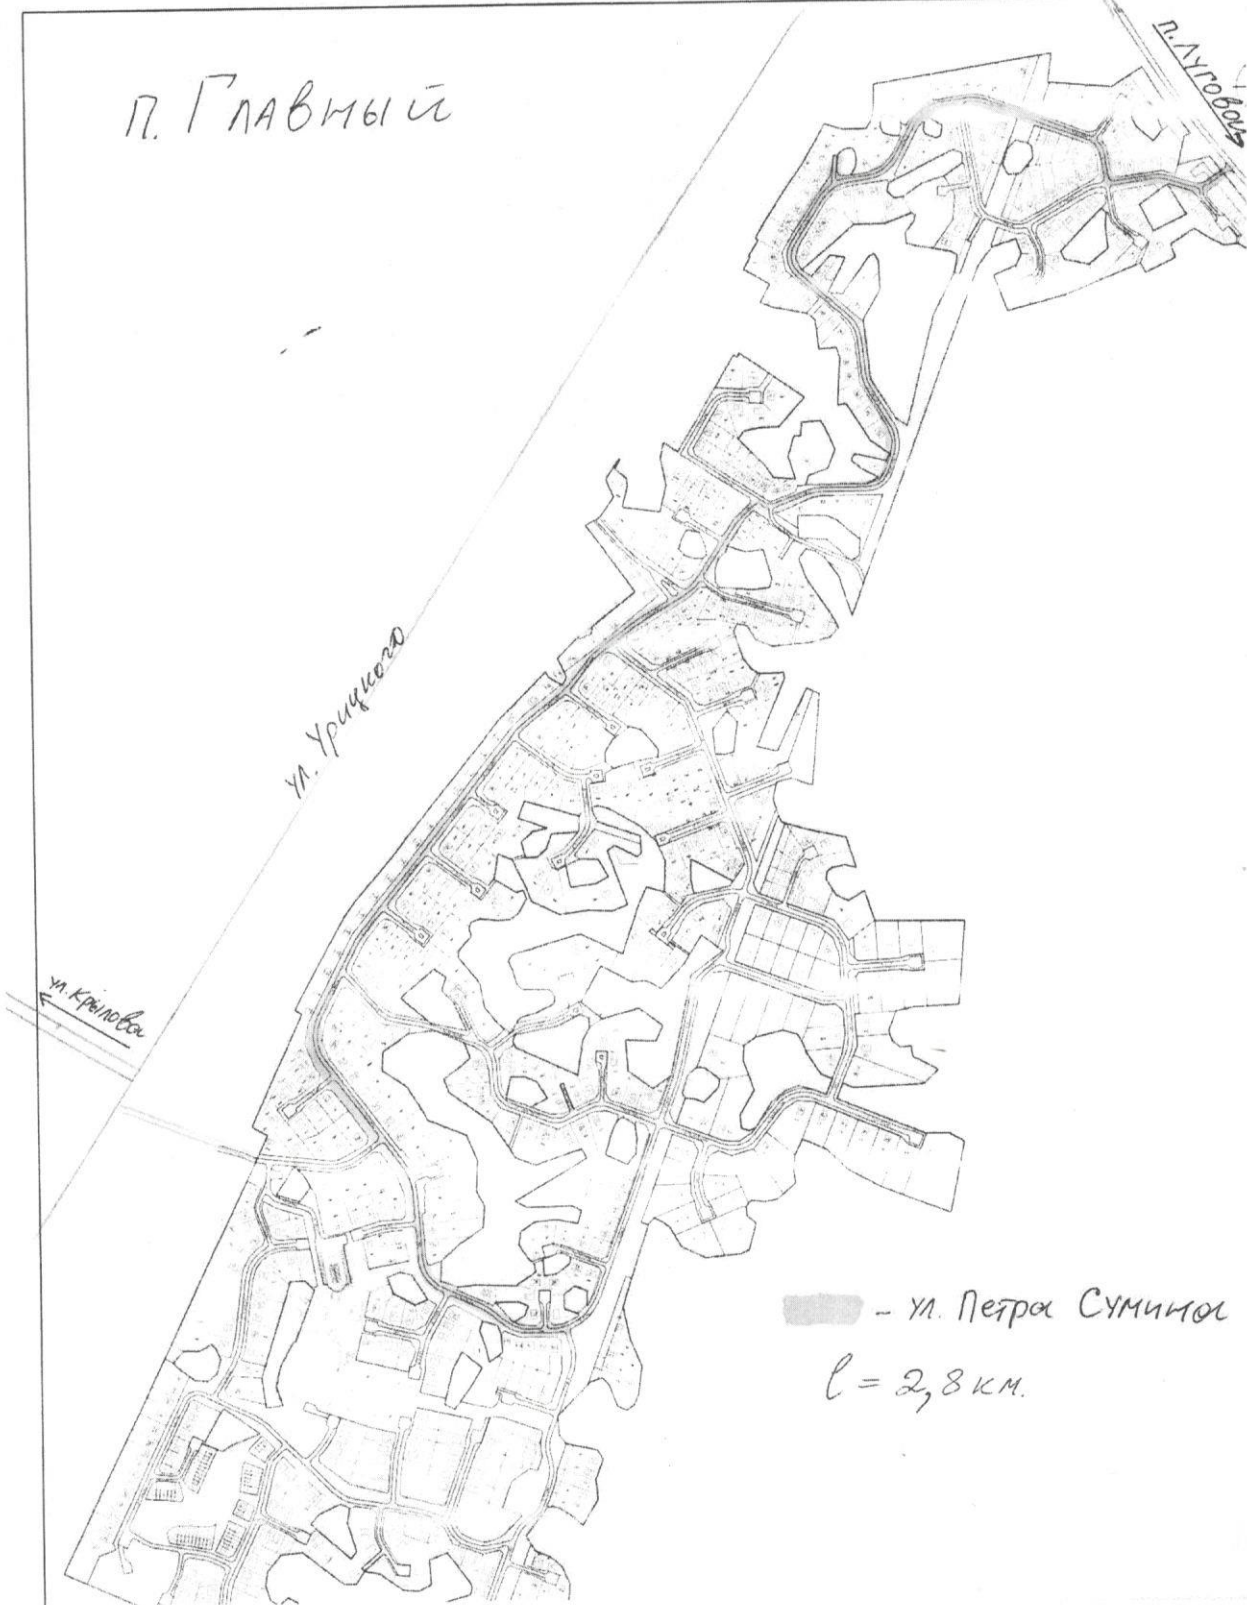 п. Главный
п. Луговой
ул. Урицкого
ул. Крылова
- ул. Петра Сумина
l = 2,8 км.